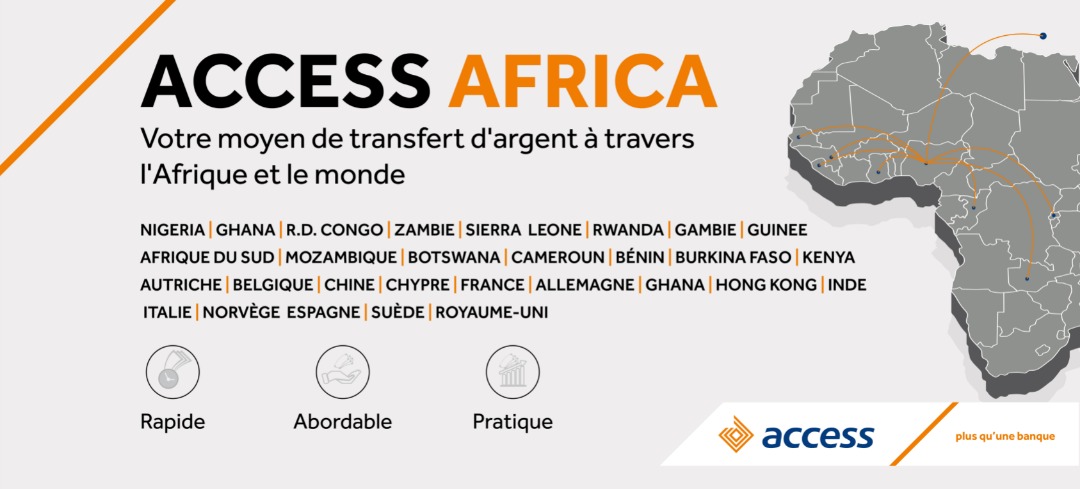 ACCESS AFRICA
Votre moyen de transfert d'argent à travers
l'Afrique et le monde
NIGERIA | GHANA | R.D. CONGO | ZAMBIE | SIERRA LEONE | RWANDA | GAMBIE | GUINEE
AFRIQUE DU SUD | MOZAMBIQUE | BOTSWANA | CAMEROUN | BÉNIN | BURKINA FASO | KENYA
AUTRICHE | BELGIQUE | CHINE | CHYPRE | FRANCE | ALLEMAGNE | GHANA | HONG KONG | INDE
ITALIE | NORVÈGE ESPAGNE | SUÈDE | ROYAUME-UNI
Rapide
Abordable
Pratique
access
plus qu'une banque